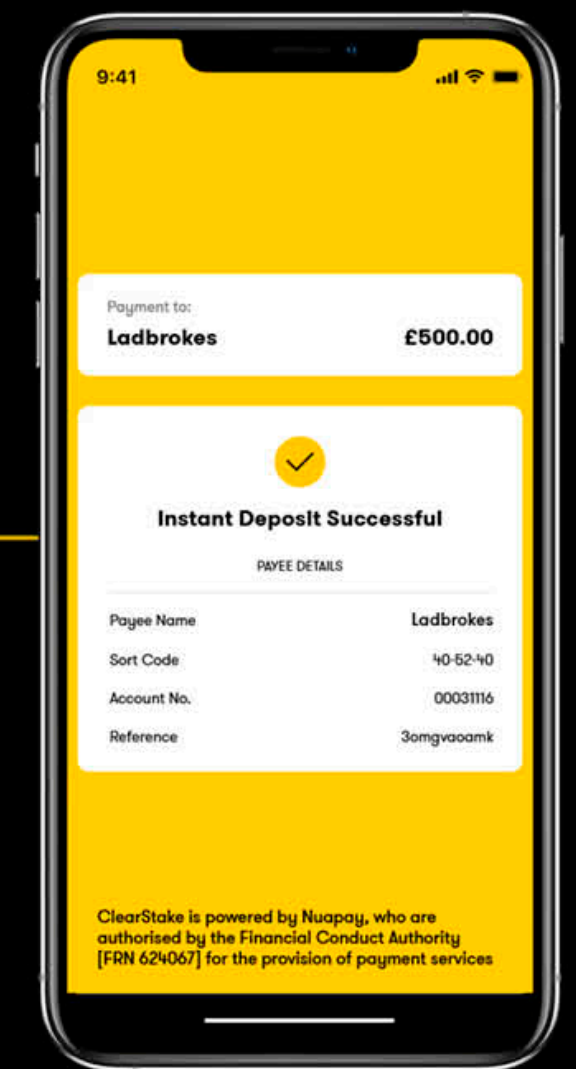 9:41
Payment to:
Ladbrokes £500.00
Instant Deposit Successful
PAYEE DETAILS
Payee Name Ladbrokes
Sort Code 40-52-40
Account No. 00031116
Reference 3omgvaoamk
ClearStake is powered by Nuapay, who are
authorised by the Financial Conduct Authority
[FRN 624067] for the provision of payment services